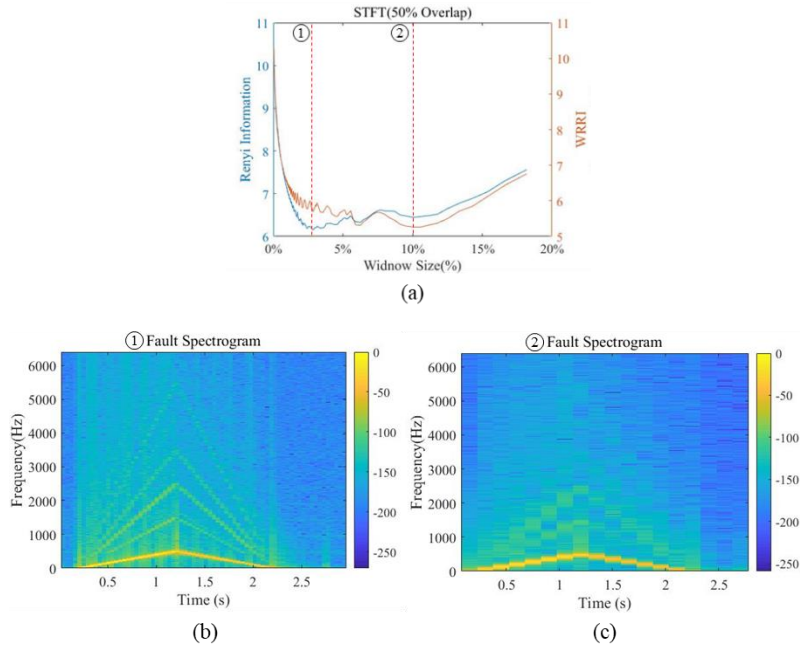 STFT(50% Overlap)
① ②
Renyi Information
11
10
9
8
7
6
WRRI
11
10
9
8
7
6
5
0% 5% 10% 15% 20%
Widnow Size(%)
(a)
① Fault Spectrogram
Frequency(Hz)
6000
5000
4000
3000
2000
1000
0
0.5 1 1.5 2 2.5
Time (s)
0
-50
-100
-150
-200
-250
(b)
② Fault Spectrogram
Frequency(Hz)
6000
5000
4000
3000
2000
1000
0
0.5 1 1.5 2 2.5
Time (s)
0
-50
-100
-150
-200
-250
(c)